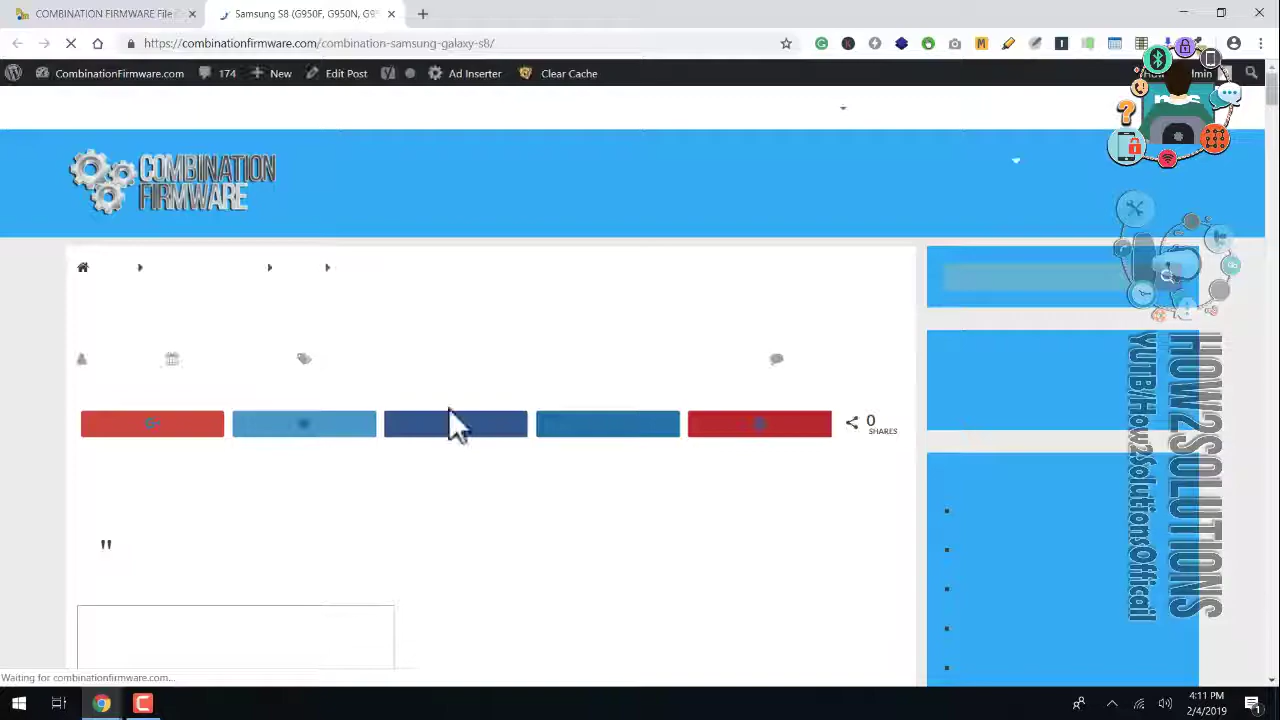 COMBINATION FIRMWARE File
Samsung S8 (G950F, G950N, G9
https://combinationfirmware.com/combination-samsung-galaxy-s8/
CombinationFirmware.com
174
New
Edit Post
Ad Inserter
Clear Cache
COMBINATION
FIRMWARE
G+
0
SHARES
"
HOW2SOLUTIONS
YUTB/How2SolutionsOfficail
Waiting for combinationfirmware.com...
4:11 PM
2/4/2019